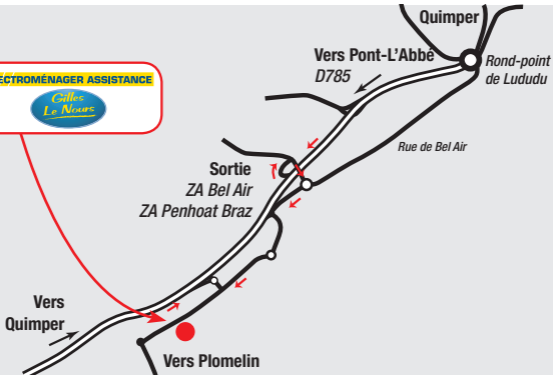 Quimper
Vers Pont-L'Abbé
D785
Rond-point
de Lududu
ECTROMÉNAGER ASSISTANCE
Gilles
Le Nours
Rue de Bel Air
Sortie
ZA Bel Air
ZA Penhoat Braz
Vers
Quimper
Vers Plomelin